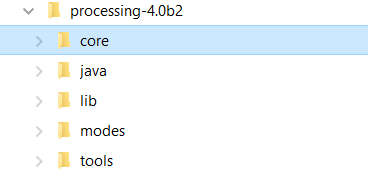 processing-4.0b2
core
java
lib
modes
tools